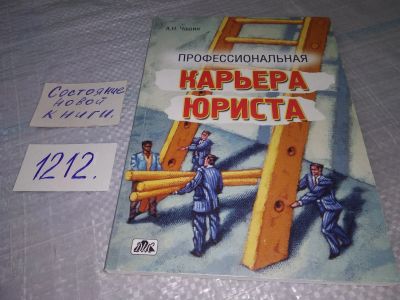 А.Н. Чашин
ПРОФЕССИОНАЛЬНАЯ
КАРЬЕРА
ЮРИСТА
Состояние
новой
книги.
1212.